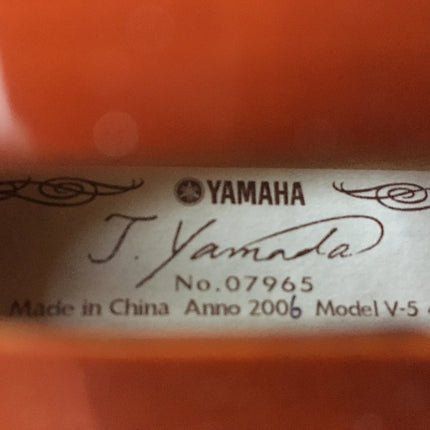 YAMAHA
J. Yamada
No.07965
Made in China Anno 2006 Model V-5